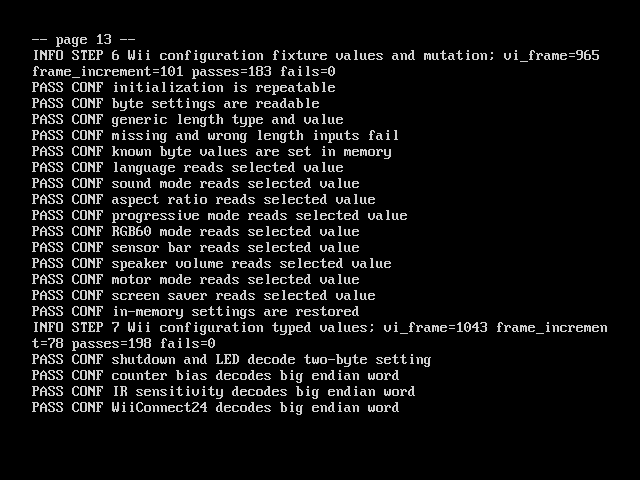 -- page 13 --
INFO STEP 6 Wii configuration fixture values and mutation; vi_frame=965
frame_increment=101 passes=183 fails=0
PASS CONF initialization is repeatable
PASS CONF byte settings are readable
PASS CONF generic length type and value
PASS CONF missing and wrong length inputs fail
PASS CONF known byte values are set in memory
PASS CONF language reads selected value
PASS CONF sound mode reads selected value
PASS CONF aspect ratio reads selected value
PASS CONF progressive mode reads selected value
PASS CONF RGB60 mode reads selected value
PASS CONF sensor bar reads selected value
PASS CONF speaker volume reads selected value
PASS CONF motor mode reads selected value
PASS CONF screen saver reads selected value
PASS CONF in-memory settings are restored
INFO STEP 7 Wii configuration typed values; vi_frame=1043 frame_incremen
t=78 passes=198 fails=0
PASS CONF shutdown and LED decode two-byte setting
PASS CONF counter bias decodes big endian word
PASS CONF IR sensitivity decodes big endian word
PASS CONF WiiConnect24 decodes big endian word